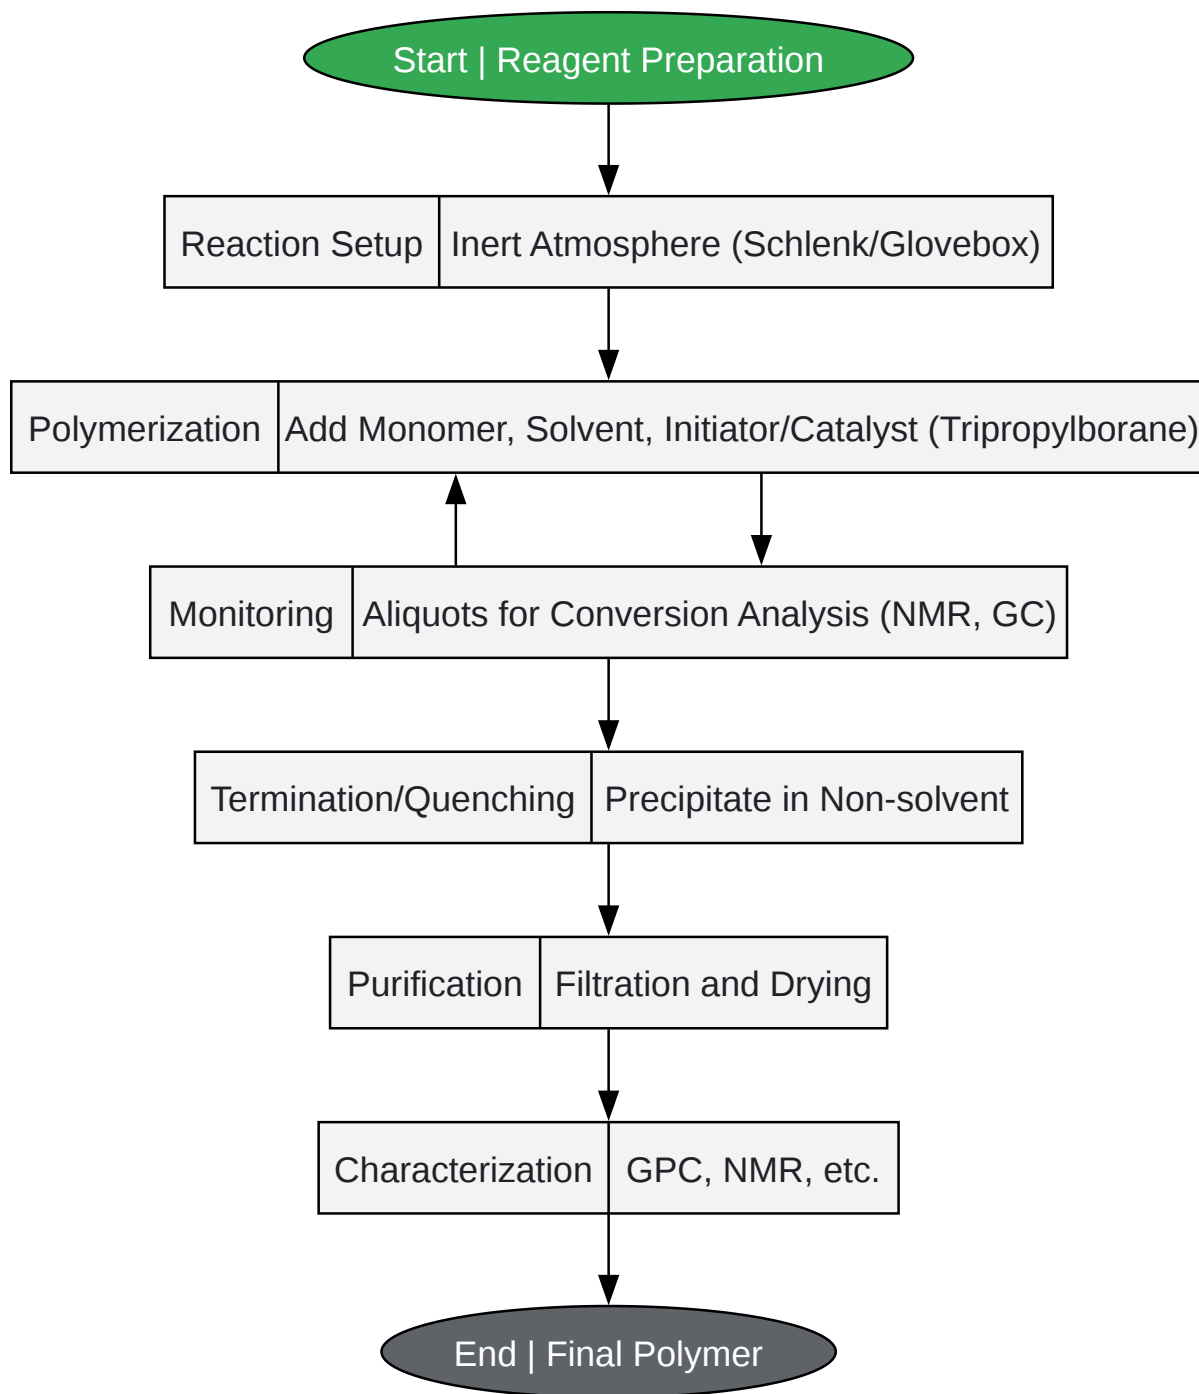 Start | Reagent Preparation
Reaction Setup Inert Atmosphere (Schlenk/Glovebox)
Polymerization Add Monomer, Solvent, Initiator/Catalyst (Tripropylborane)
Monitoring Aliquots for Conversion Analysis (NMR, GC)
Termination/Quenching Precipitate in Non-solvent
Purification Filtration and Drying
Characterization GPC, NMR, etc.
End | Final Polymer